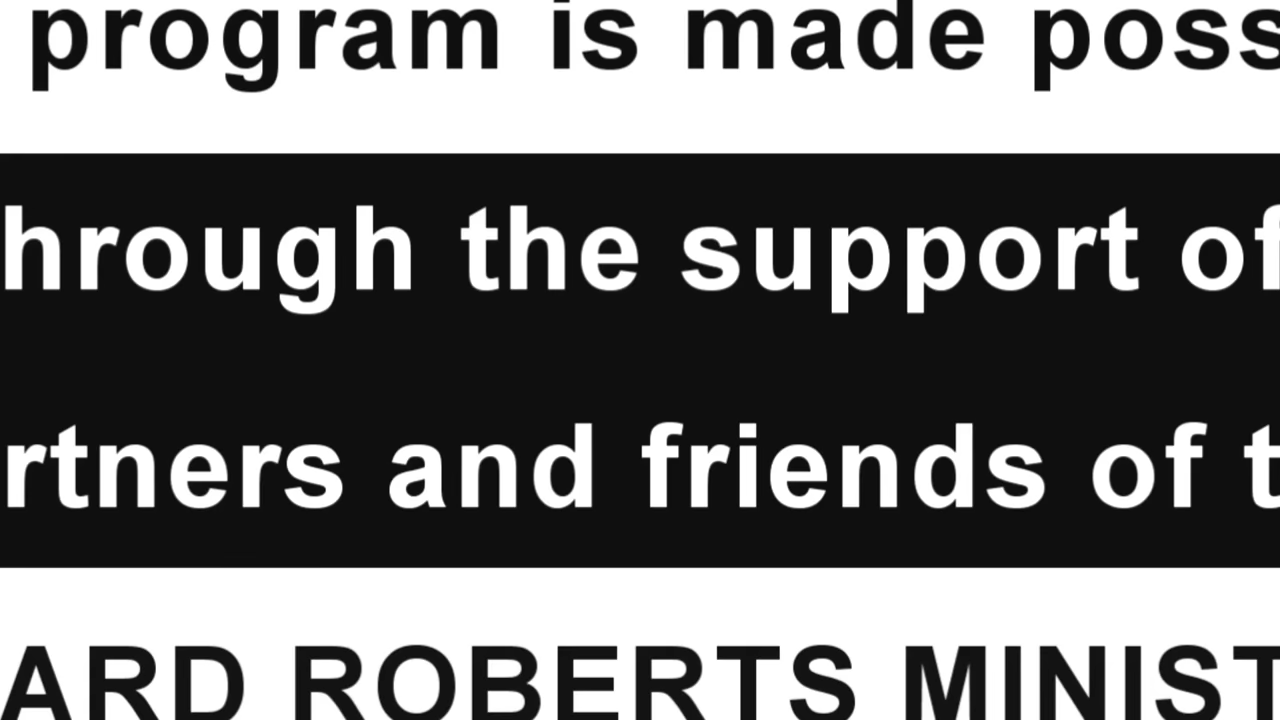 program is made poss
hrough the support of
rtners and friends of t
ARD ROBERTS MINIST